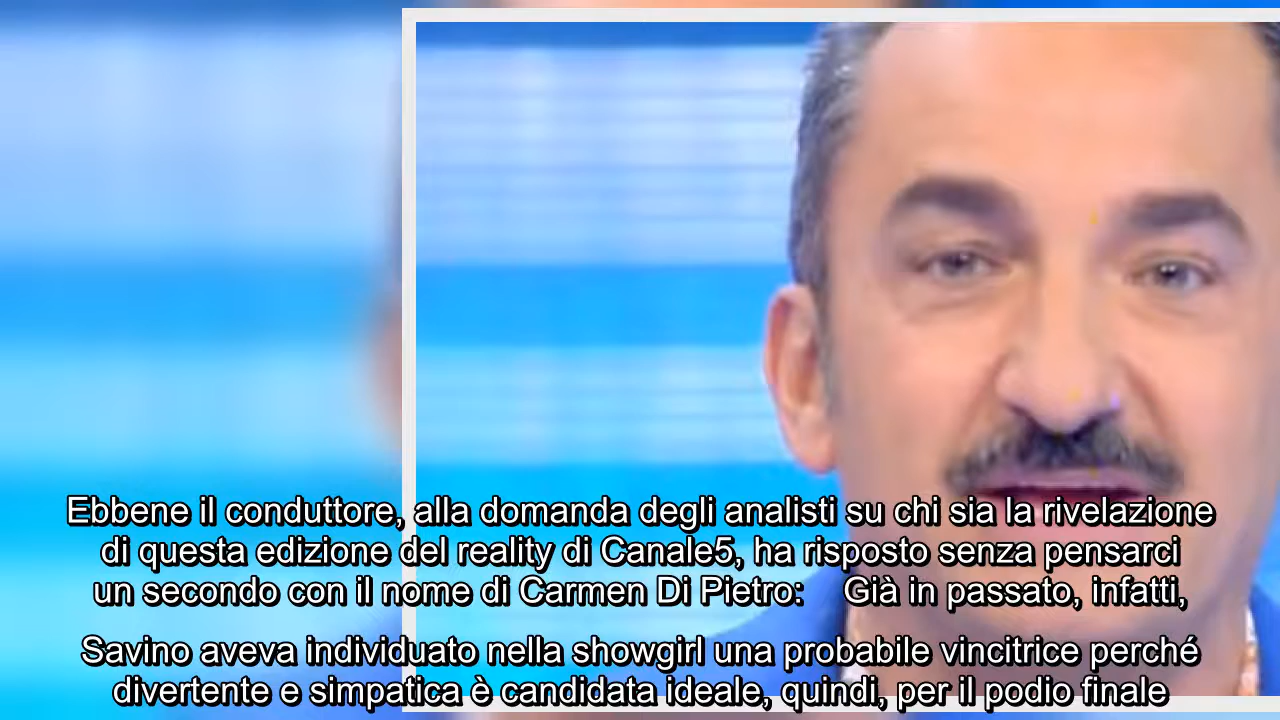 Ebbene il conduttore, alla domanda degli analisti su chi sia la rivelazione
di questa edizione del reality di Canale5, ha risposto senza pensarci
un secondo con il nome di Carmen Di Pietro: Già in passato, infatti,
Savino aveva individuato nella showgirl una probabile vincitrice perché
divertente e simpatica è candidata ideale, quindi, per il podio finale